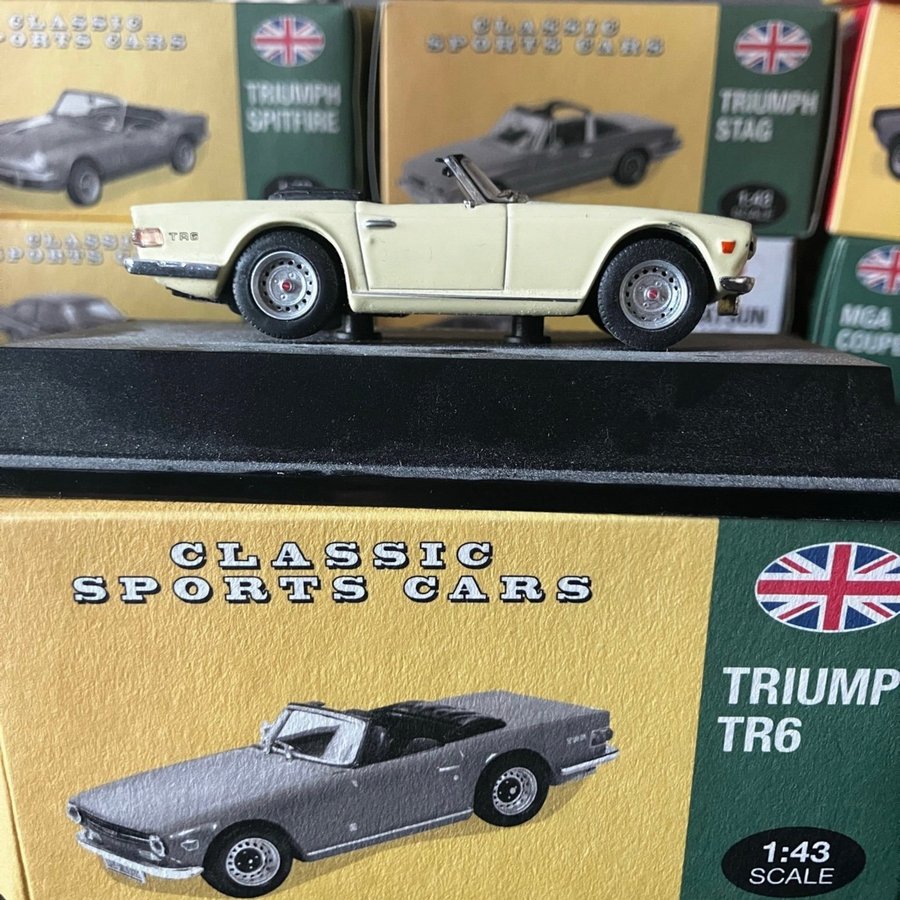 CLASSIC
SPORTS CARS
TRIUMPH
SPITFIRE
CLASSIC
SPORTS CARS
TRIUMPH
STAG
1:43
TR6
MGA
COUPE
CLASSIC
SPORTS CARS
TRIUMP
TR6
1:43
SCALE